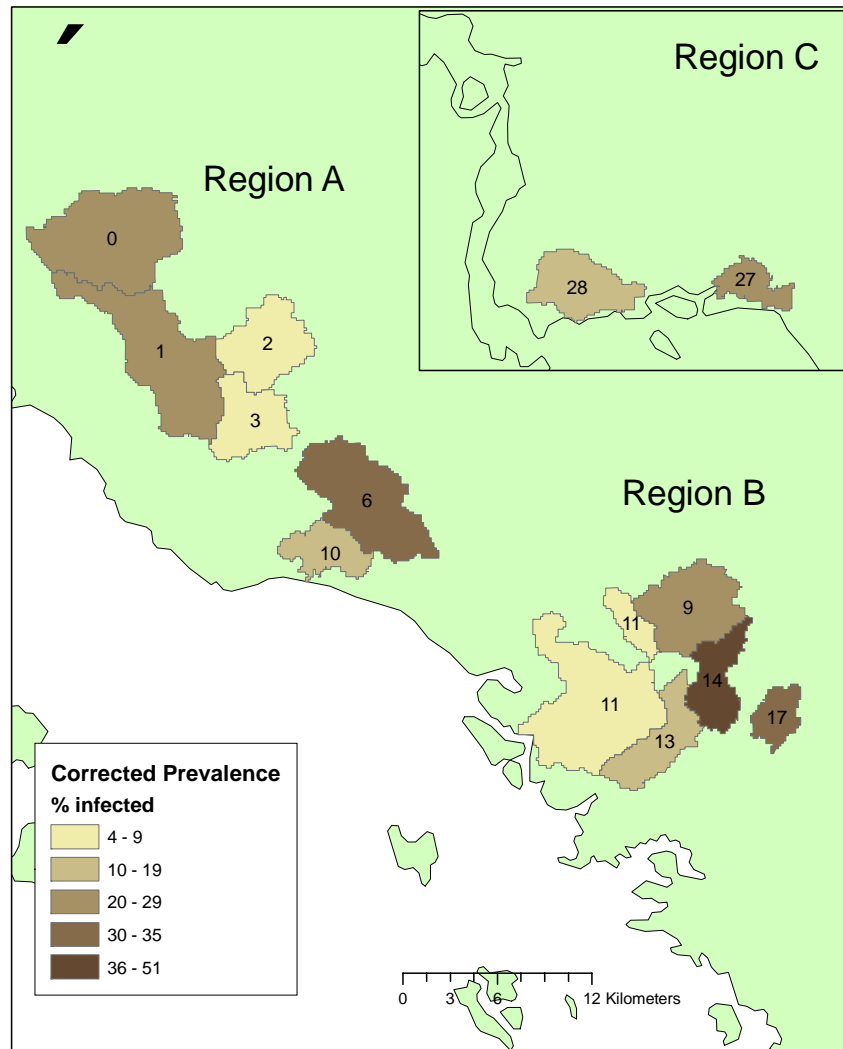 Region C
Region A
0
28
27
1
2
3
Region B
6
10
9
11
14
11
17
13
Corrected Prevalence
% infected
4 - 9
10 - 19
20 - 29
30 - 35
36 - 51
0 3 6 12 Kilometers